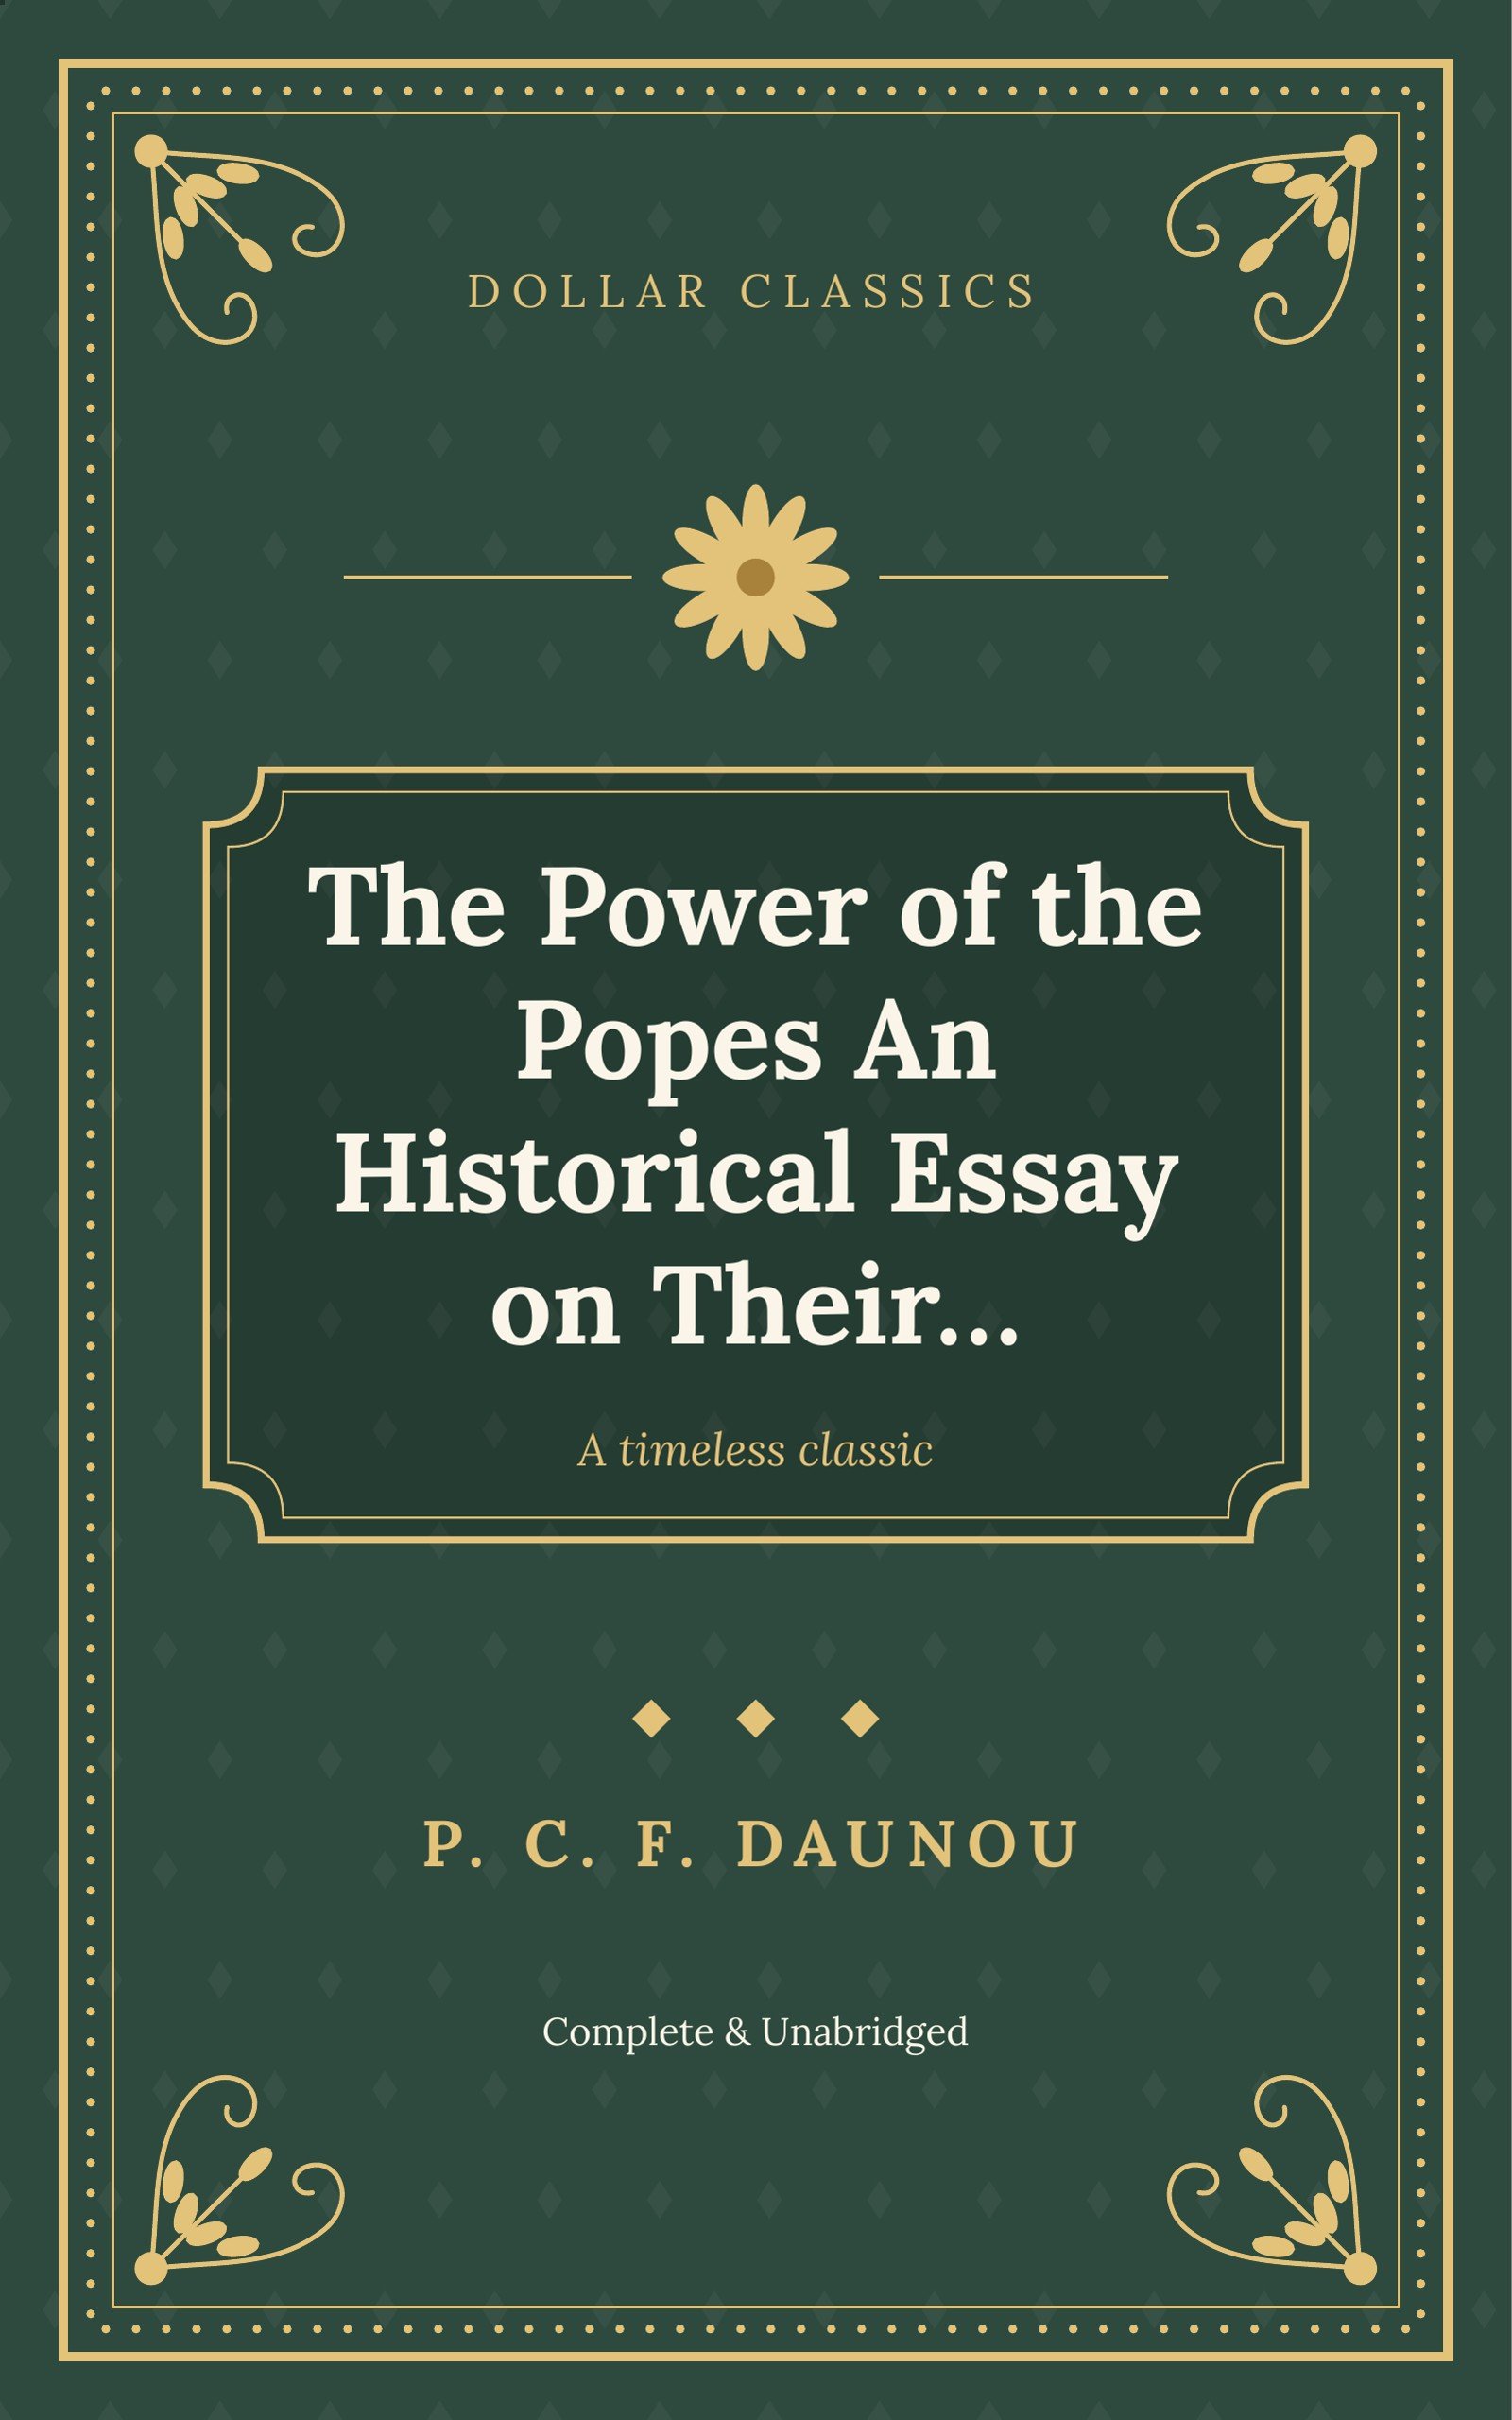 DOLLAR CLASSICS
The Power of the
Popes An
Historical Essay
on Their...
A timeless classic
P. C. F. DAUNOU
Complete & Unabridged